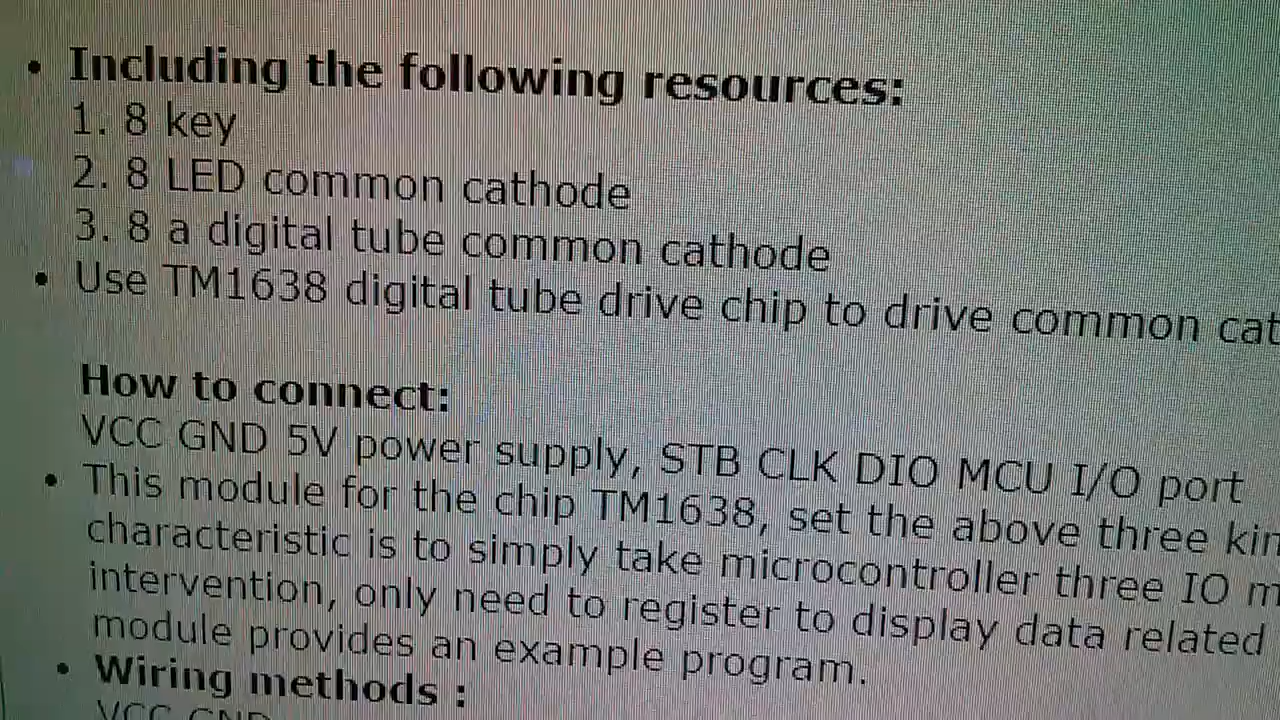 • Including the following resources:
1. 8 key
2. 8 LED common cathode
3. 8 a digital tube common cathode
• Use TM1638 digital tube drive chip to drive common cat
How to connect:
VCC GND 5V power supply, STB CLK DIO MCU I/O port
• This module for the chip TM1638, set the above three kin
characteristic is to simply take microcontroller three IO m
intervention, only need to register to display data related
module provides an example program.
• Wiring methods :
VCC GND